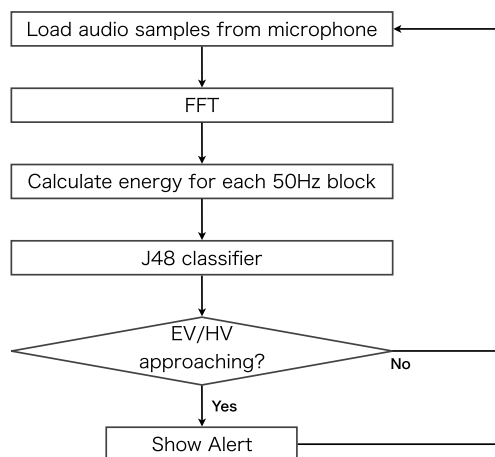 Load audio samples from microphone
FFT
Calculate energy for each 50Hz block
J48 classifier
EV/HV
approaching?
No
Yes
Show Alert